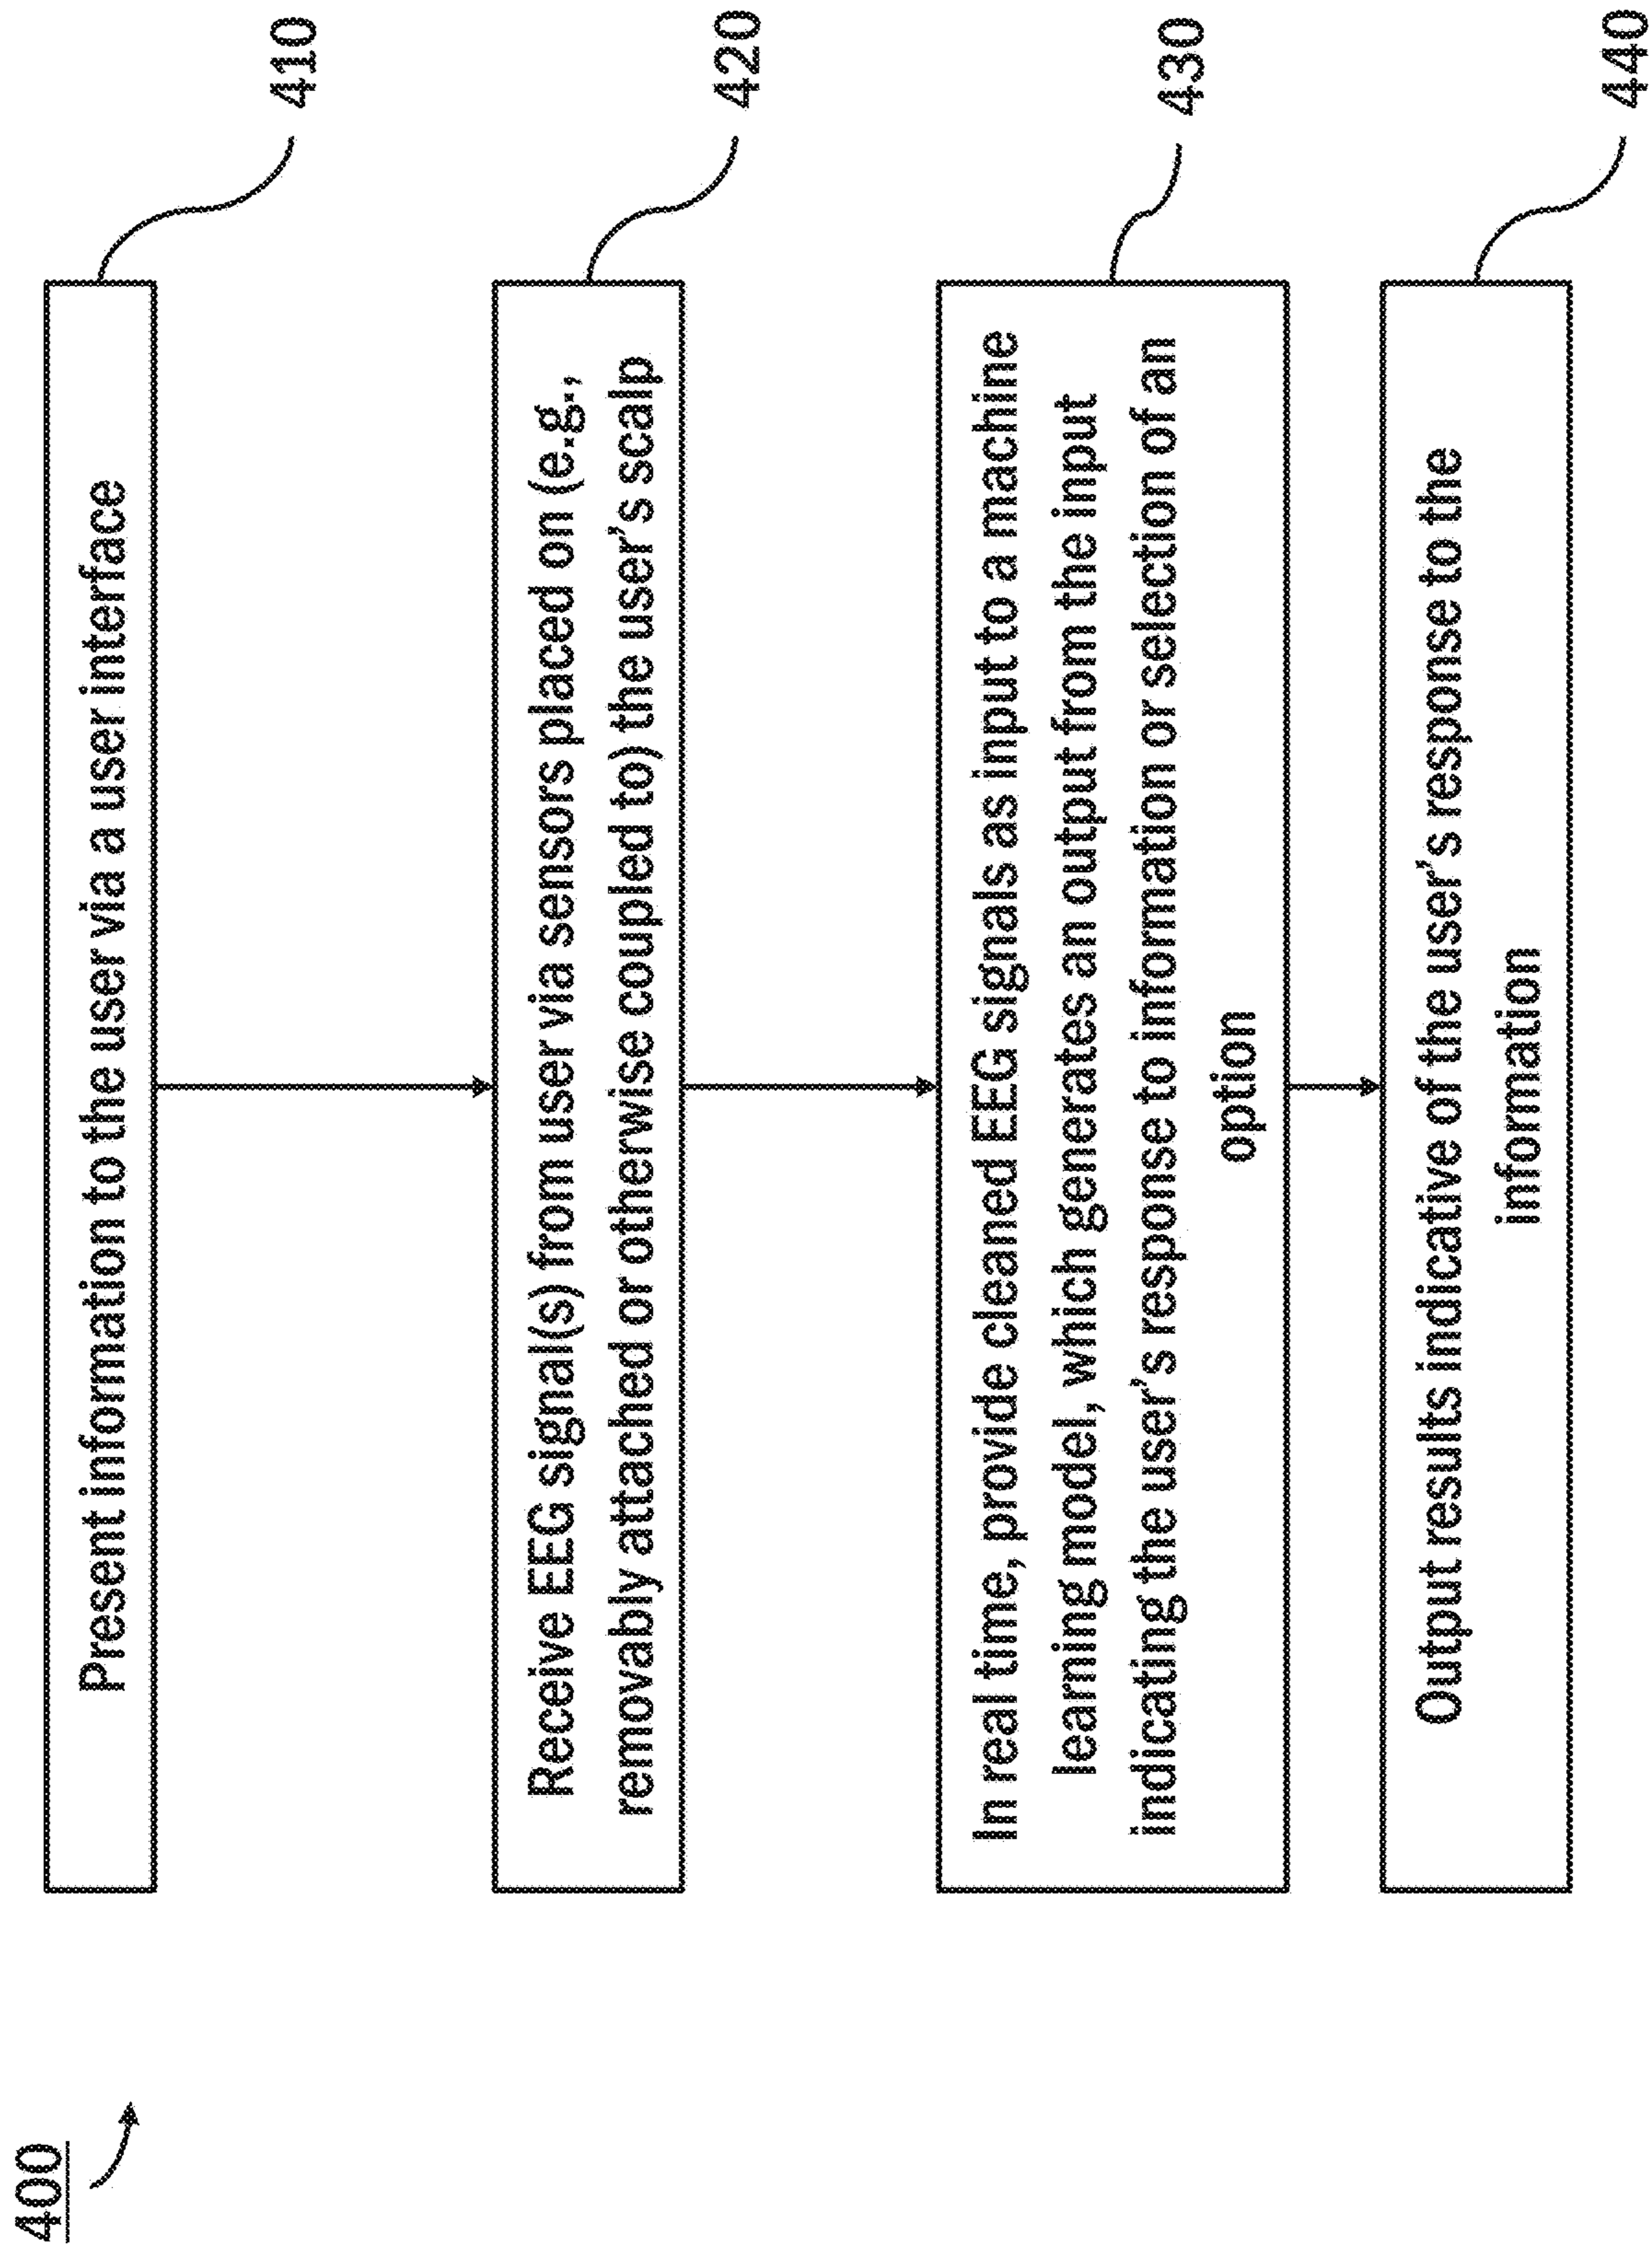 400
Present information to the user via a user interface
410
Receive EEG signal(s) from user via sensors placed on (e.g.,
removably attached or otherwise coupled to) the user's scalp
420
In real time, provide cleaned EEG signals as input to a machine
learning model, which generates an output from the input
indicating the user's response to information or selection of an
option
430
Output results indicative of the user's response to the
information
440